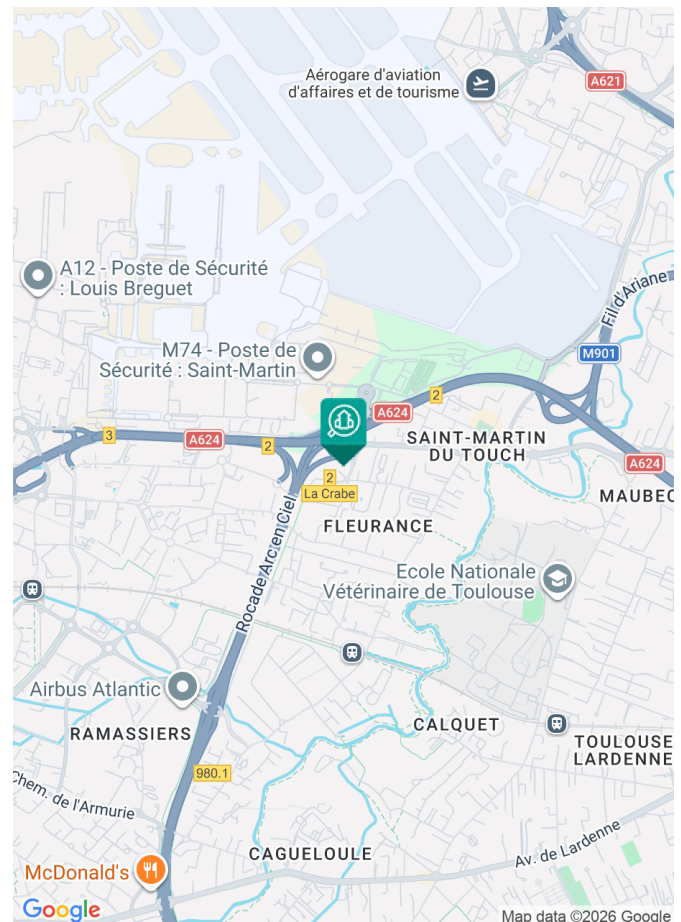 Aérogare d'aviation
d'affaires et de tourisme
A621
A12 - Poste de Sécurité
: Louis Breguet
Fil d'Ariane
M74 - Poste de
Sécurité : Saint-Martin
M901
2
A624
3
A624
2
SAINT-MARTIN
DU TOUCH
A624
2
La Crabe
MAUBEC
FLEURANCE
Rocade Arc en Ciel
Ecole Nationale
Vétérinaire de Toulouse
Airbus Atlantic
RAMASSIERS
CALQUET
TOULOUSE
LARDENNE
980.1
Chem. de l'Armurie
CAGUELOULE
Av. de Lardenne
McDonald's
Google
Map data ©2026 Google